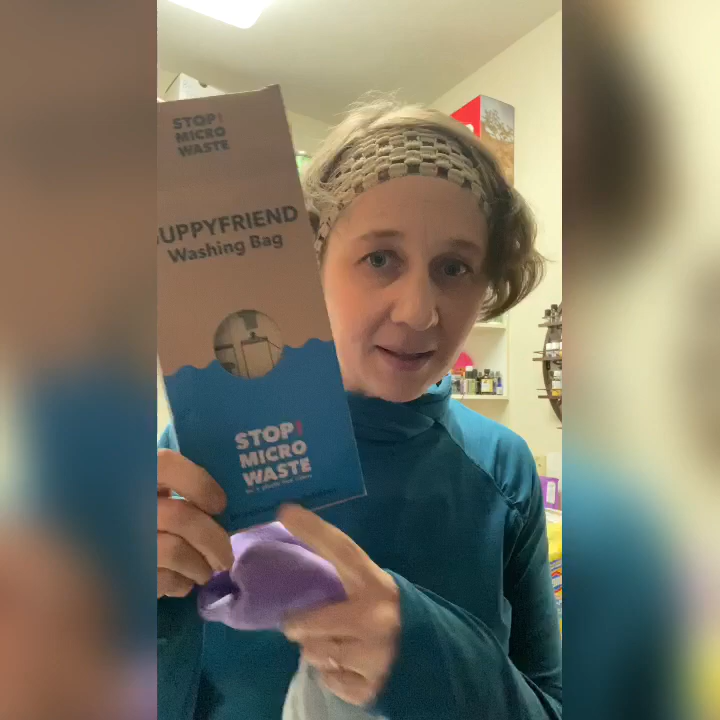 STOP!
MICRO
WASTE
UPPYFRIEND
Washing Bag
STOP!
MICRO
WASTE